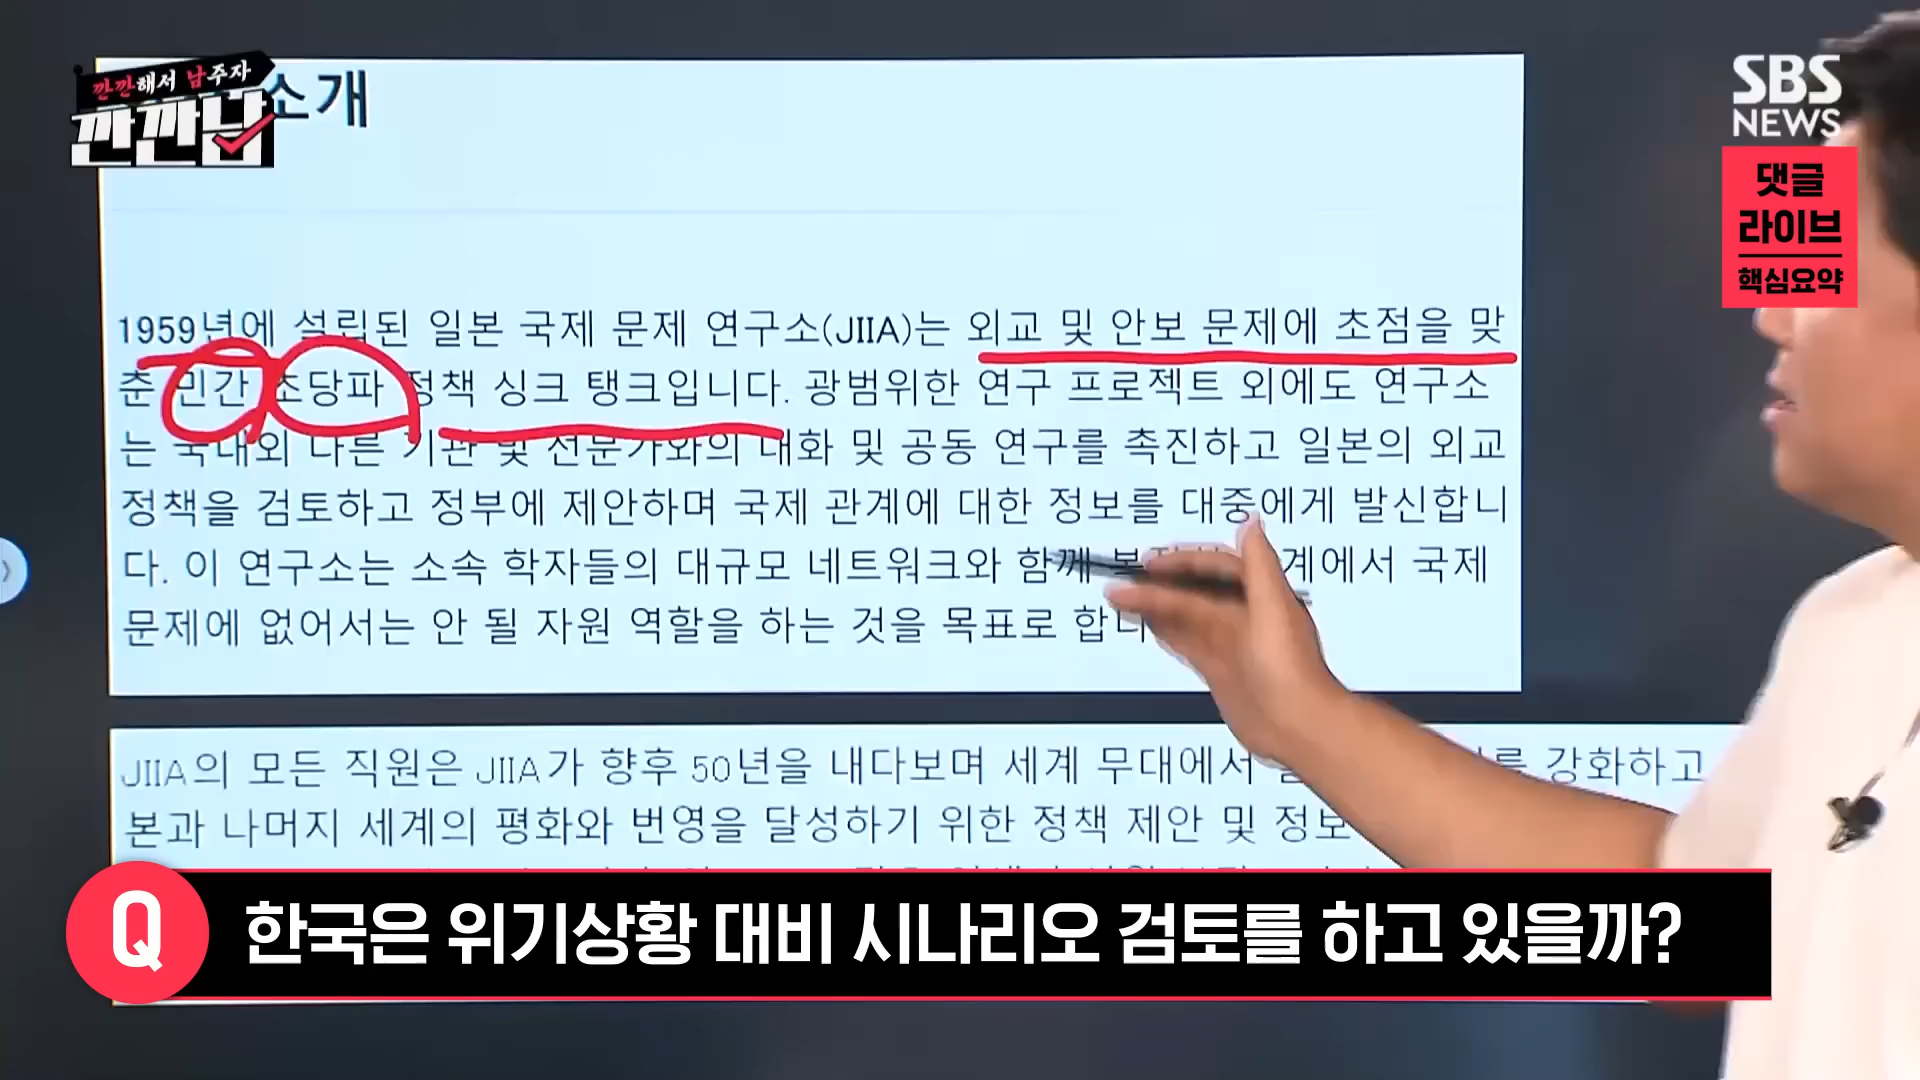 깐깐해서 남주자
깐깐남
소개
SBS
NEWS
댓글
라이브
핵심요약
1959년에 설립된 일본 국제 문제 연구소(JIIA)는 외교 및 안보 문제에 초점을 맞
춘 민간 초당파 정책 싱크 탱크입니다. 광범위한 연구 프로젝트 외에도 연구소
는 국내외 다른 기관 및 전문가와의 대화 및 공동 연구를 촉진하고 일본의 외교
정책을 검토하고 정부에 제안하며 국제 관계에 대한 정보를 대중에게 발신합니
다. 이 연구소는 소속 학자들의 대규모 네트워크와 함께 계에서 국제
문제에 없어서는 안 될 자원 역할을 하는 것을 목표로 합니
JIIA의 모든 직원은 JIIA가 향후 50년을 내다보며 세계 무대에서 를 강화하고
본과 나머지 세계의 평화와 번영을 달성하기 위한 정책 제안 및 정보
Q 한국은 위기상황 대비 시나리오 검토를 하고 있을까?